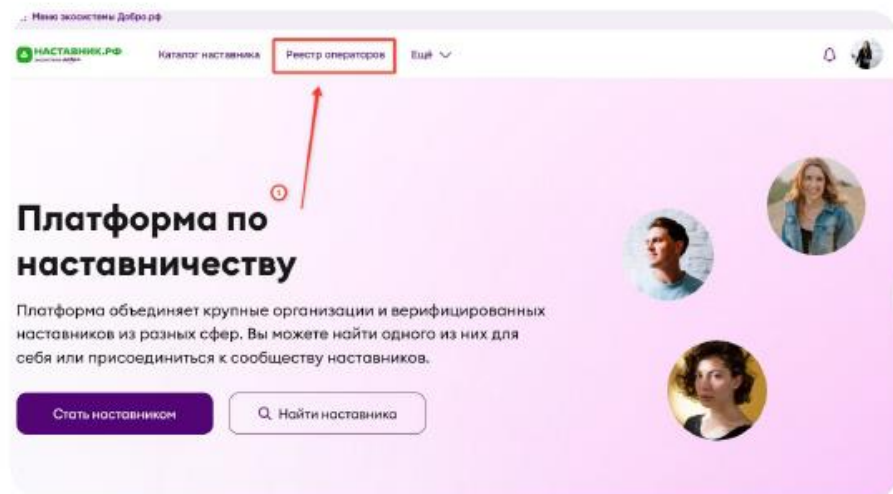 Меню экосистемы Добро.рф
НАСТАВНИК.РФ
Каталог наставника
Реестр операторов
Ещё
1
Платформа по
наставничеству
Платформа объединяет крупные организации и верифицированных
наставников из разных сфер. Вы можете найти одного из них для
себя или присоединиться к сообществу наставников.
Стать наставником
Найти наставника